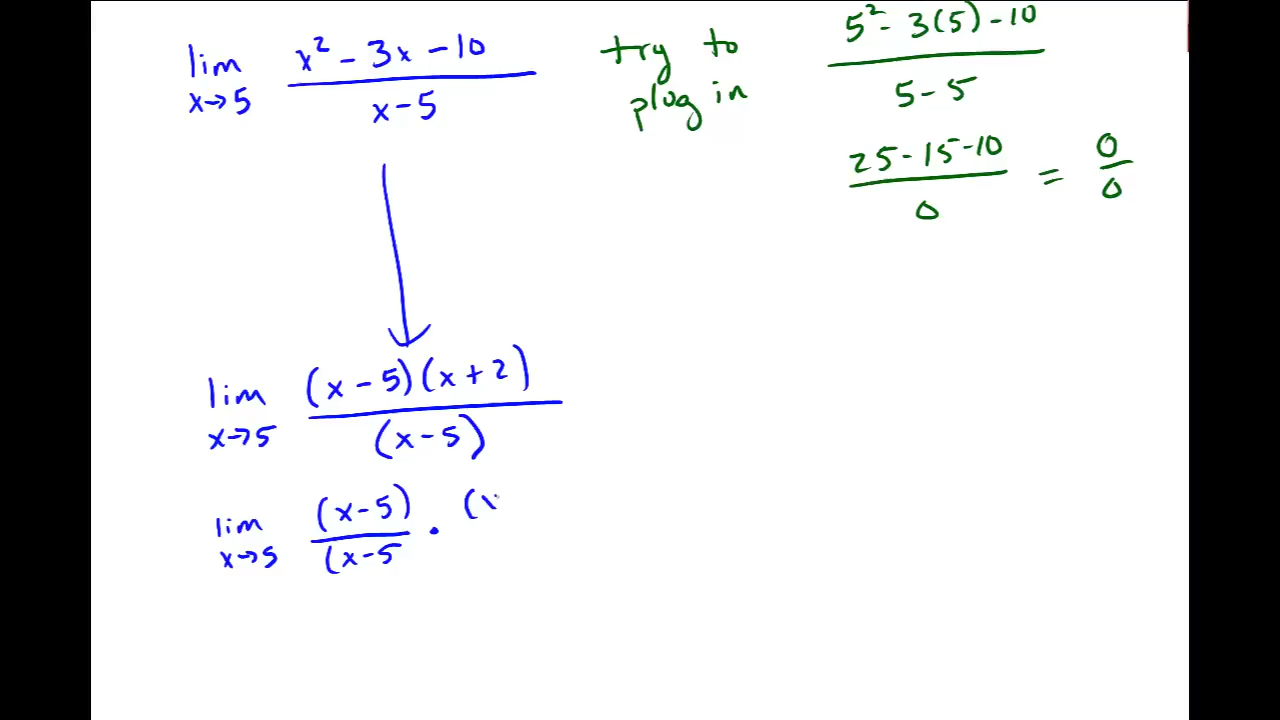 lim x→5 (x² - 3x - 10) / (x - 5)
try to
plug in
(5² - 3(5) - 10) / (5 - 5)
(25 - 15 - 10) / 0 = 0/0
lim x→5 (x - 5)(x + 2) / (x - 5)
lim x→5 (x - 5) / (x - 5 · (